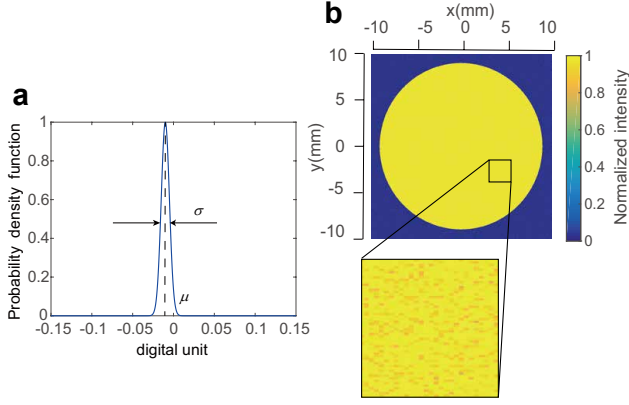 a
Probability density function
1
0.8
0.6
0.4
0.2
0
σ
μ
-0.15 -0.1 -0.05 0 0.05 0.1 0.15
digital unit
b
x(mm)
-10 -5 0 5 10
y(mm)
10
5
0
-5
-10
1
0.8
0.6
0.4
0.2
0
Normalized intensity